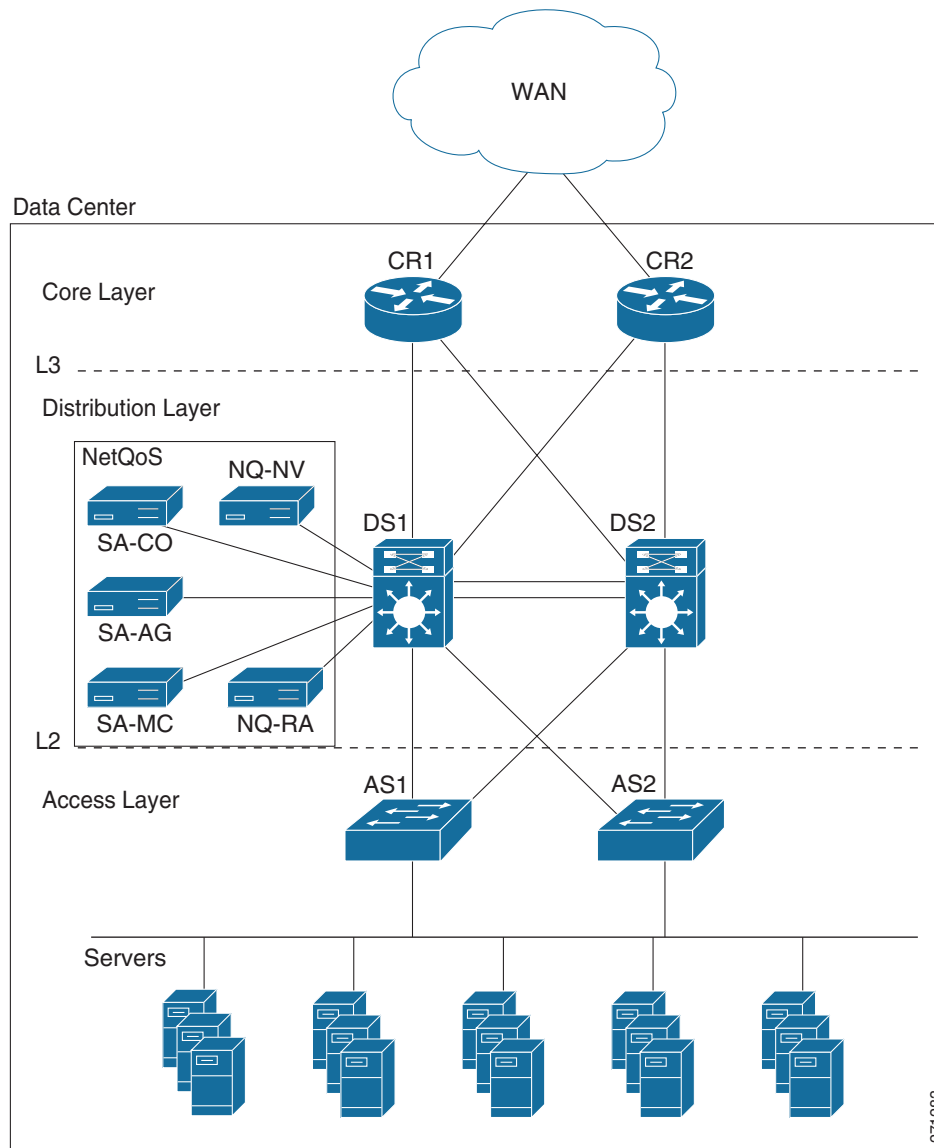 WAN
Data Center
CR1
CR2
Core Layer
L3
Distribution Layer
NetQoS
NQ-NV
SA-CO
DS1
DS2
SA-AG
SA-MC
NQ-RA
L2
AS1
AS2
Access Layer
Servers